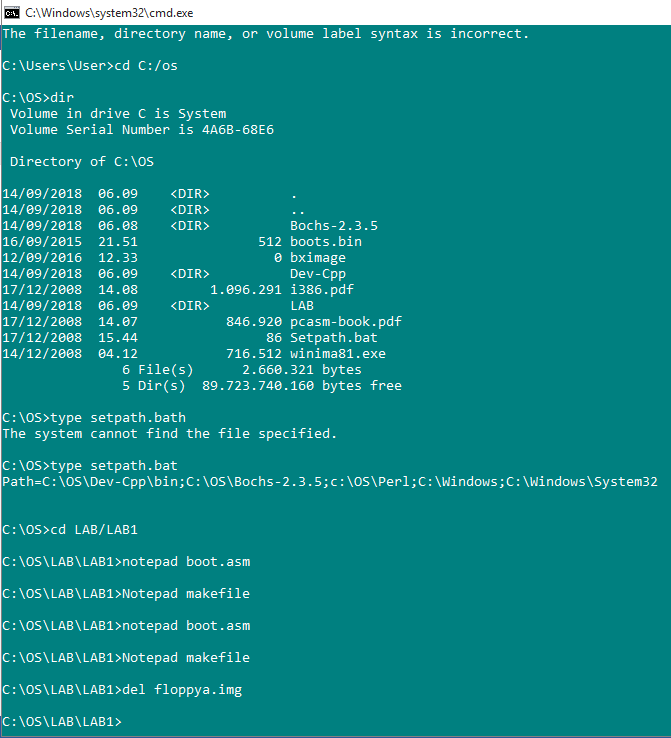 C:\Windows\system32\cmd.exe
The filename, directory name, or volume label syntax is incorrect.
C:\Users\User>cd C:/os
C:\OS>dir
Volume in drive C is System
Volume Serial Number is 4A6B-68E6
Directory of C:\OS
14/09/2018  06.09    <DIR>          .
14/09/2018  06.09    <DIR>          ..
14/09/2018  06.08    <DIR>          Bochs-2.3.5
16/09/2015  21.51               512 boots.bin
12/09/2016  12.33                 0 bximage
14/09/2018  06.09    <DIR>          Dev-Cpp
17/12/2008  14.08         1.096.291 i386.pdf
14/09/2018  06.09    <DIR>          LAB
17/12/2008  14.07           846.920 pcasm-book.pdf
17/12/2008  15.44                86 Setpath.bat
14/12/2008  04.12           716.512 winima81.exe
6 File(s)      2.660.321 bytes
5 Dir(s)  89.723.740.160 bytes free
C:\OS>type setpath.bath
The system cannot find the file specified.
C:\OS>type setpath.bat
Path=C:\OS\Dev-Cpp\bin;C:\OS\Bochs-2.3.5;c:\OS\Perl;C:\Windows;C:\Windows\System32
C:\OS>cd LAB/LAB1
C:\OS\LAB\LAB1>notepad boot.asm
C:\OS\LAB\LAB1>Notepad makefile
C:\OS\LAB\LAB1>notepad boot.asm
C:\OS\LAB\LAB1>Notepad makefile
C:\OS\LAB\LAB1>del floppya.img
C:\OS\LAB\LAB1>